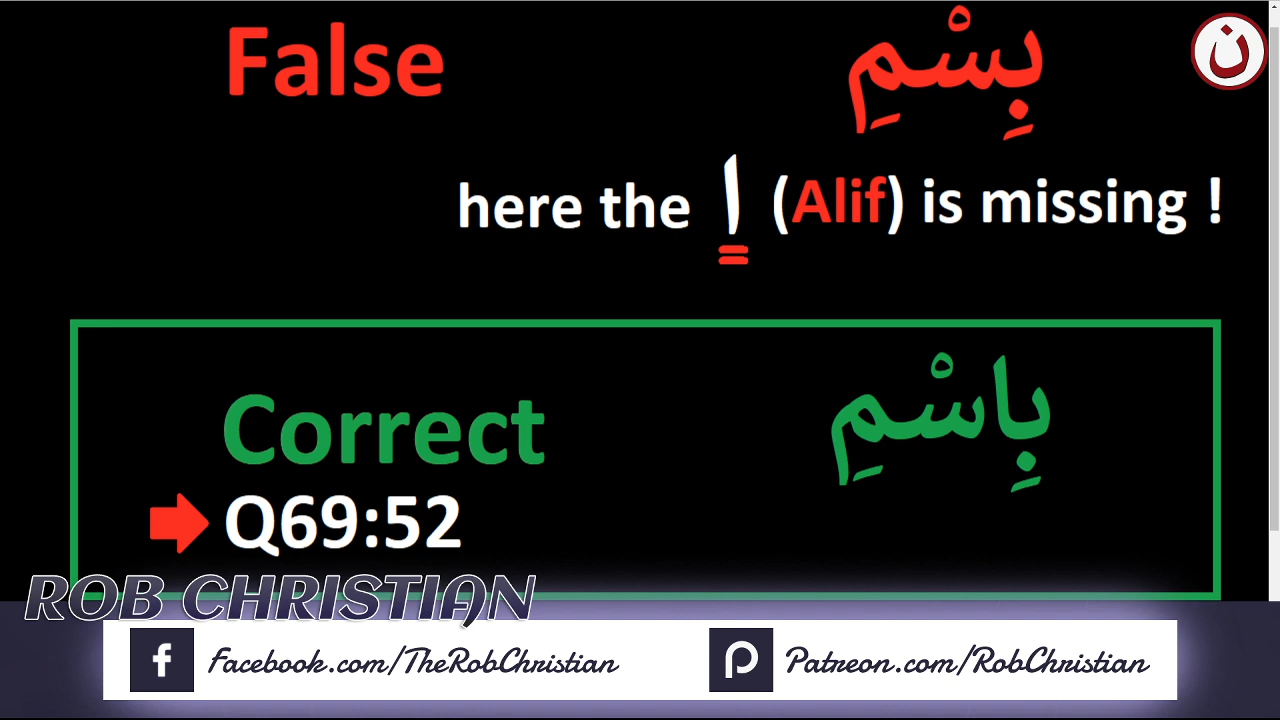 False بِسْمِ
here the ا (Alif) is missing !
Correct بِاسْمِ
Q69:52
ROB CHRISTIAN
Facebook.com/TheRobChristian
Patreon.com/RobChristian
ن